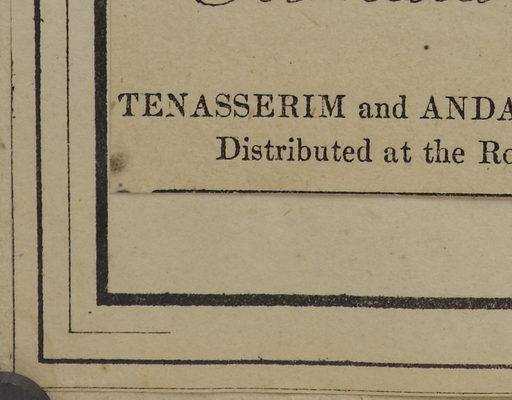 TENASSERIM and ANDA
Distributed at the Ro